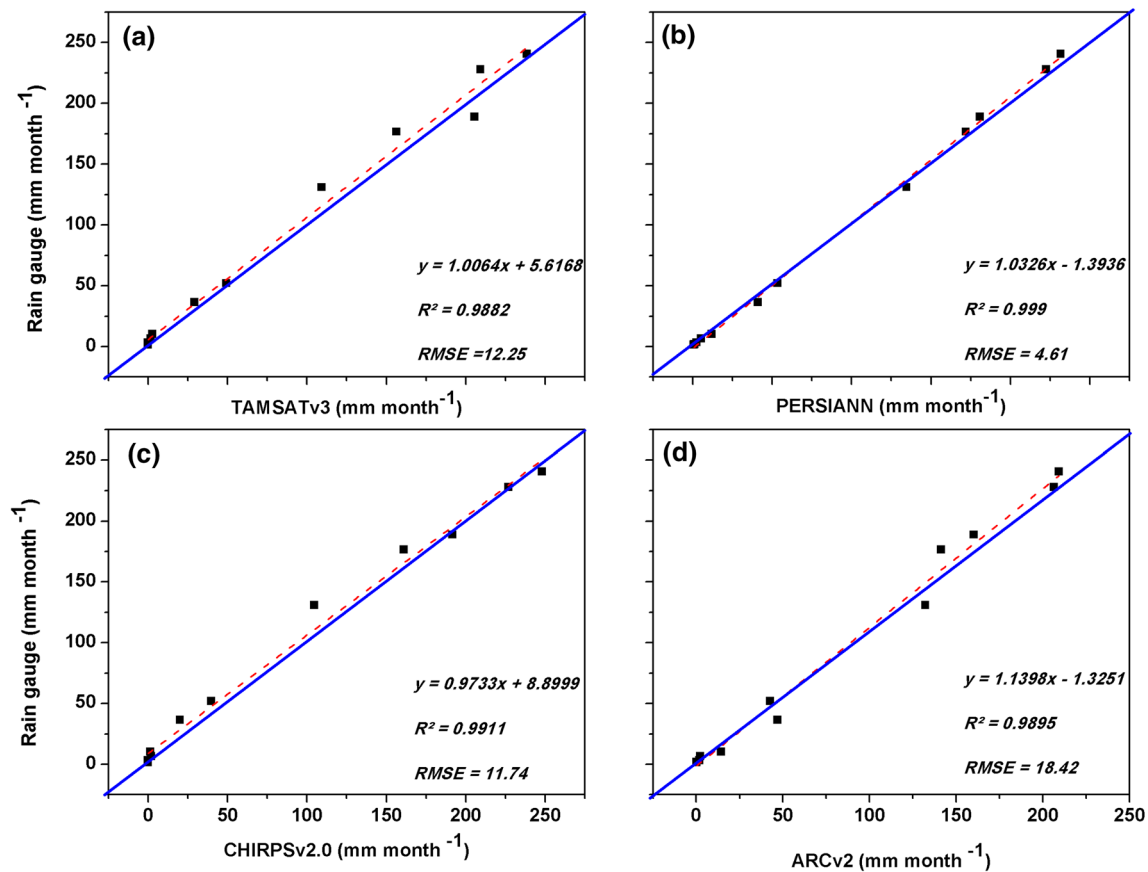 (a)
Rain gauge (mm month⁻¹)
250
200
150
100
50
0
y = 1.0064x + 5.6168
R² = 0.9882
RMSE =12.25
TAMSATv3 (mm month⁻¹)
(b)
y = 1.0326x - 1.3936
R² = 0.999
RMSE = 4.61
PERSIANN (mm month⁻¹)
(c)
Rain gauge (mm month⁻¹)
250
200
150
100
50
0
y = 0.9733x + 8.8999
R² = 0.9911
RMSE = 11.74
0 50 100 150 200 250
CHIRPSv2.0 (mm month⁻¹)
(d)
y = 1.1398x - 1.3251
R² = 0.9895
RMSE = 18.42
0 50 100 150 200 250
ARCv2 (mm month⁻¹)